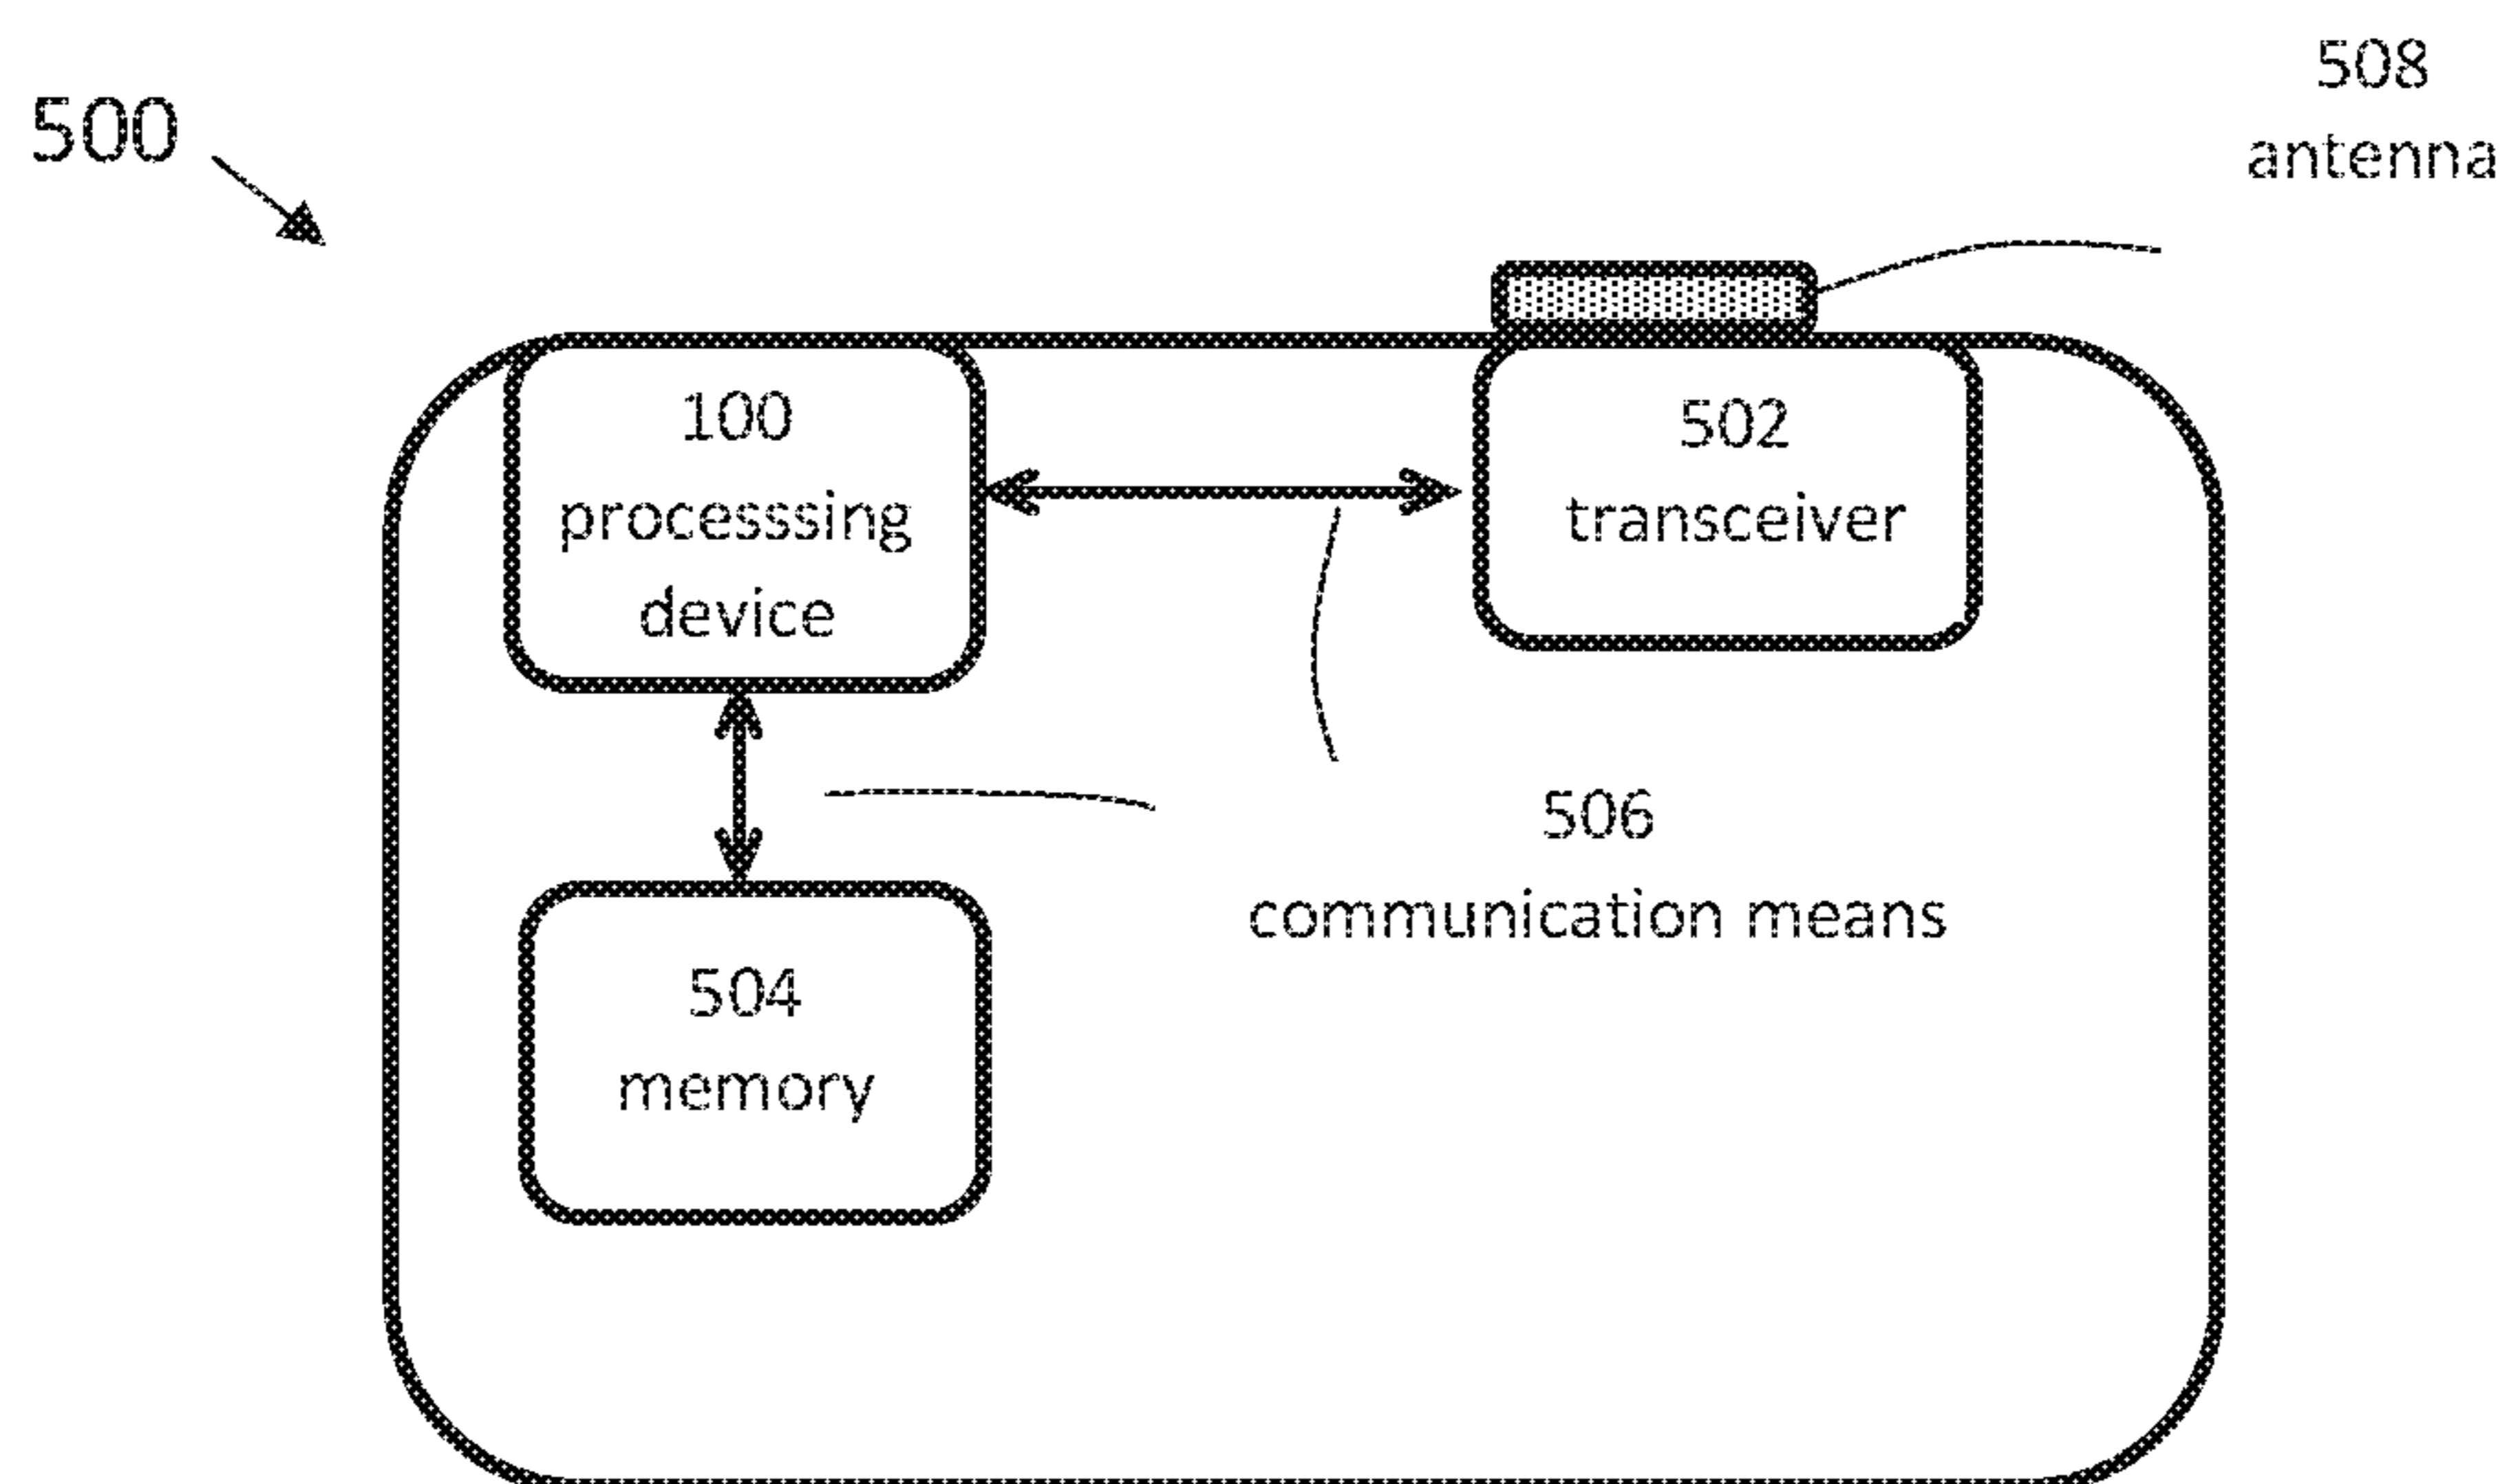 508
antenna
500
100
processsing
device
502
transceiver
506
communication means
504
memory